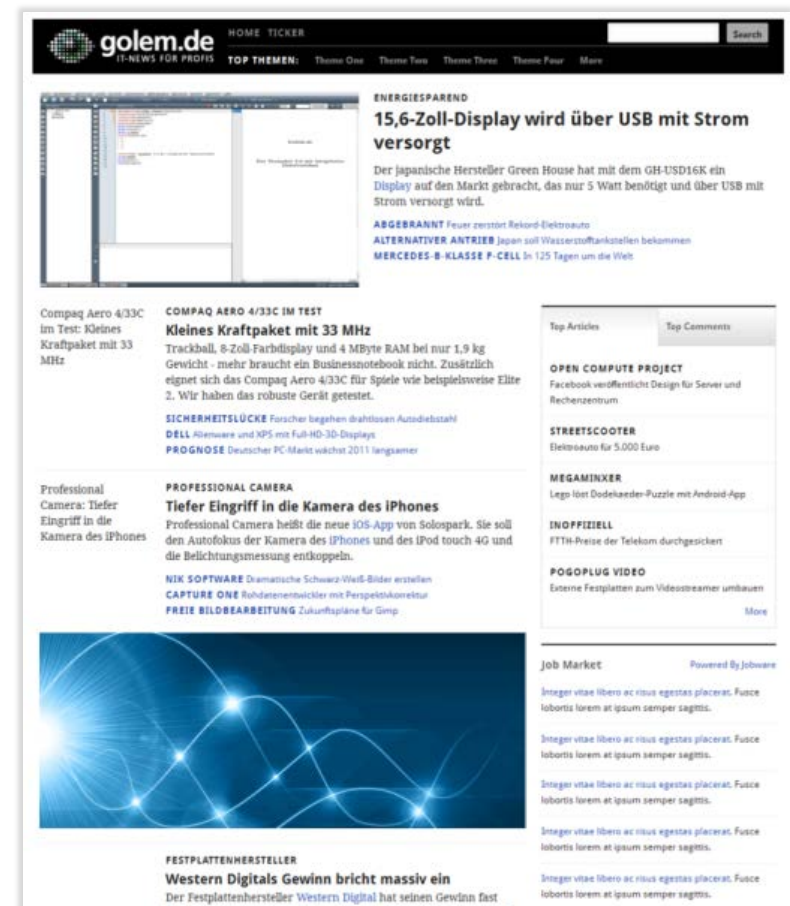 golem.de
IT-NEWS FÜR PROFIS
HOME TICKER
Search
TOP THEMEN: Theme One Theme Two Theme Three Theme Four More
ENERGIESPAREND
15,6-Zoll-Display wird über USB mit Strom
versorgt
Der japanische Hersteller Green House hat mit dem GH-USD16K ein
Display auf den Markt gebracht, das nur 5 Watt benötigt und über USB mit
Strom versorgt wird.
ABGEBRANNT Feuer zerstört Rekord-Elektroauto
ALTERNATIVER ANTRIEB Japan soll Wasserstofftankstellen bekommen
MERCEDES-B-KLASSE F-CELL In 125 Tagen um die Welt
Compaq Aero 4/33C
im Test: Kleines
Kraftpaket mit 33
MHz
COMPAQ AERO 4/33C IM TEST
Kleines Kraftpaket mit 33 MHz
Trackball, 8-Zoll-Farbdisplay und 4 MByte RAM bei nur 1,9 kg
Gewicht - mehr braucht ein Businessnotebook nicht. Zusätzlich
eignet sich das Compaq Aero 4/33C für Spiele wie beispielsweise Elite
2. Wir haben das robuste Gerät getestet.
SICHERHEITSLÜCKE Forscher begehen drahtlosen Autodiebstahl
DELL Alienware und XPS mit Full-HD-3D-Displays
PROGNOSE Deutscher PC-Markt wächst 2011 langsamer
Professional
Camera: Tiefer
Eingriff in die
Kamera des iPhones
PROFESSIONAL CAMERA
Tiefer Eingriff in die Kamera des iPhones
Professional Camera heißt die neue iOS-App von Solospark. Sie soll
den Autofokus der Kamera des iPhones und des iPod touch 4G und
die Belichtungsmessung entkoppeln.
NIK SOFTWARE Dramatische Schwarz-Weiß-Bilder erstellen
CAPTURE ONE Rohdatenentwickler mit Perspektivkorrektur
FREIE BILDBEARBEITUNG Zukunftspläne für Gimp
FESTPLATTENHERSTELLER
Western Digitals Gewinn bricht massiv ein
Der Festplattenhersteller Western Digital hat seinen Gewinn fast
Top Articles Top Comments
OPEN COMPUTE PROJECT
Facebook veröffentlicht Design für Server und
Rechenzentrum
STREETSCOOTER
Elektroauto für 5.000 Euro
MEGAMINXER
Lego löst Dodekaeder-Puzzle mit Android-App
INOFFIZIELL
FTTH-Preise der Telekom durchgesickert
POGOPLUG VIDEO
Externe Festplatten zum Videostreamer umbauen
More
Job Market Powered By Jobware
Integer vitae libero ac risus egestas placerat. Fusce
lobortis lorem at ipsum semper sagittis.
Integer vitae libero ac risus egestas placerat. Fusce
lobortis lorem at ipsum semper sagittis.
Integer vitae libero ac risus egestas placerat. Fusce
lobortis lorem at ipsum semper sagittis.
Integer vitae libero ac risus egestas placerat. Fusce
lobortis lorem at ipsum semper sagittis.
Integer vitae libero ac risus egestas placerat. Fusce
lobortis lorem at ipsum semper sagittis.